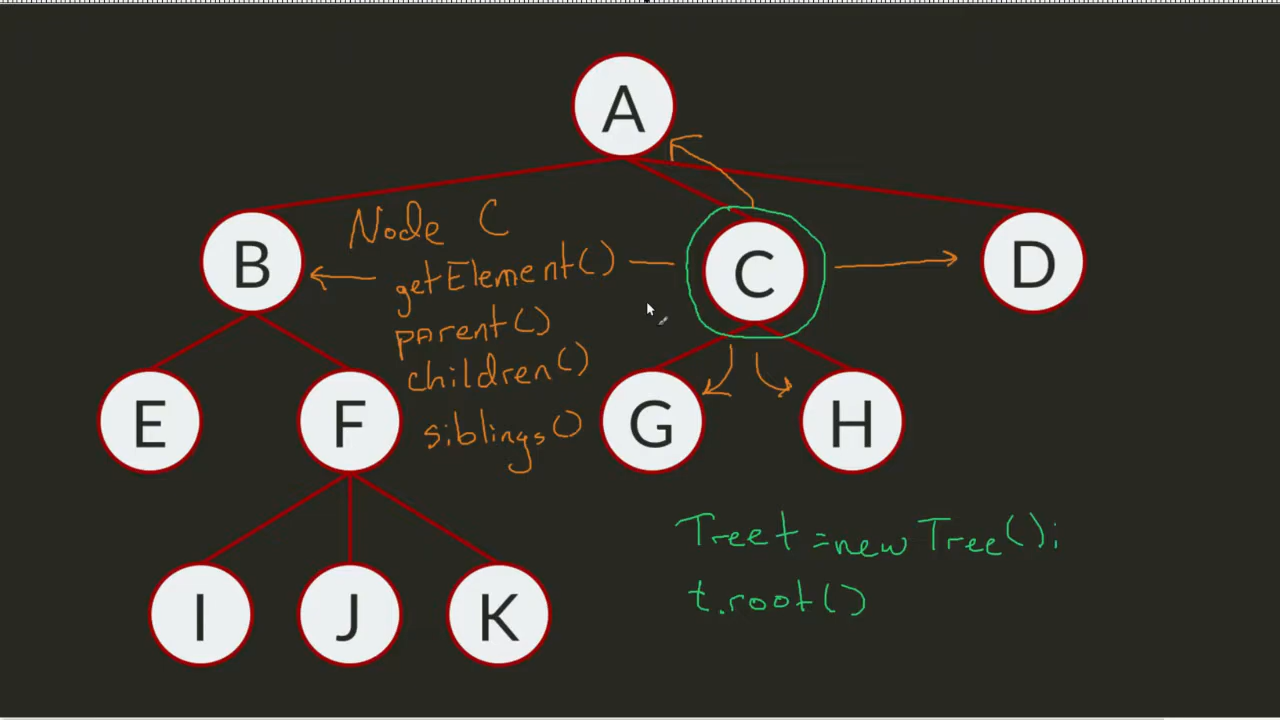 A
Node C
B
C
D
getElement()
parent()
children()
siblings()
E
F
G
H
Tree t = new Tree();
t.root()
I
J
K